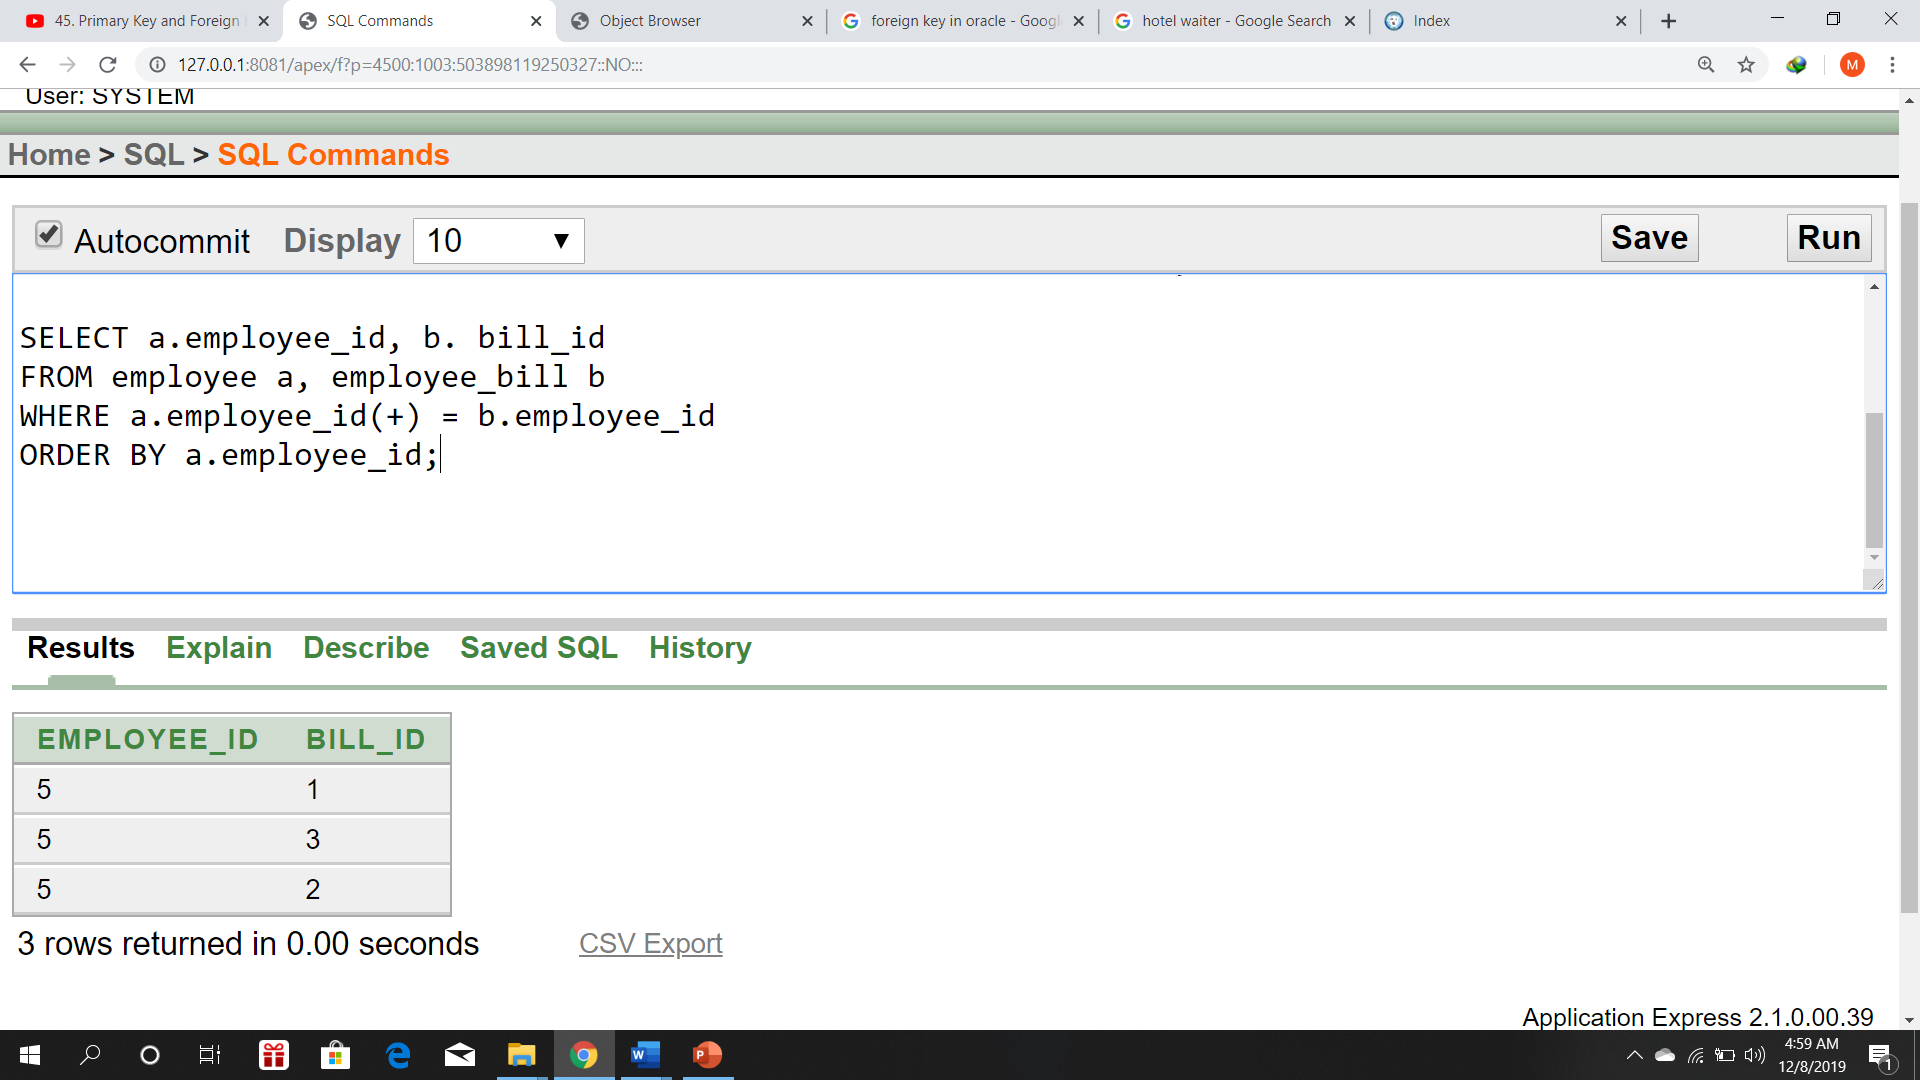 45. Primary Key and Foreign
SQL Commands
Object Browser
foreign key in oracle - Googl
hotel waiter - Google Search
Index
127.0.0.1:8081/apex/f?p=4500:1003:503898119250327::NO:::
M
User: SYSTEM
Home > SQL > SQL Commands
Autocommit Display 10 Save Run
SELECT a.employee_id, b. bill_id
FROM employee a, employee_bill b
WHERE a.employee_id(+) = b.employee_id
ORDER BY a.employee_id;
Results Explain Describe Saved SQL History
EMPLOYEE_ID BILL_ID
5 1
5 3
5 2
3 rows returned in 0.00 seconds CSV Export
Application Express 2.1.0.00.39
4:59 AM
12/8/2019
1